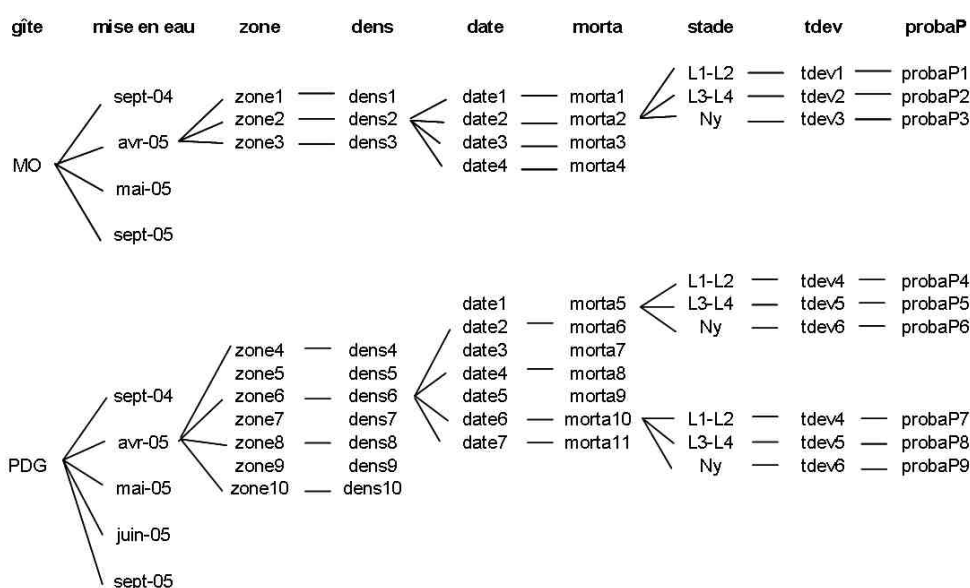 gîte mise en eau zone dens date morta stade tdev probaP
L1-L2 tdev1 probaP1
sept-04 zone1 dens1 date1 morta1 L3-L4 tdev2 probaP2
zone2 dens2 date2 morta2 Ny tdev3 probaP3
avr-05 zone3 dens3 date3 morta3
MO date4 morta4
mai-05
sept-05
L1-L2 tdev4 probaP4
date1 morta5 L3-L4 tdev5 probaP5
date2 morta6 Ny tdev6 probaP6
zone4 dens4 date3 morta7
zone5 dens5 date4 morta8
sept-04 zone6 dens6 date5 morta9
zone7 dens7 date6 morta10 L1-L2 tdev4 probaP7
avr-05 zone8 dens8 date7 morta11 L3-L4 tdev5 probaP8
PDG zone9 dens9 Ny tdev6 probaP9
mai-05 zone10 dens10
juin-05
sept-05